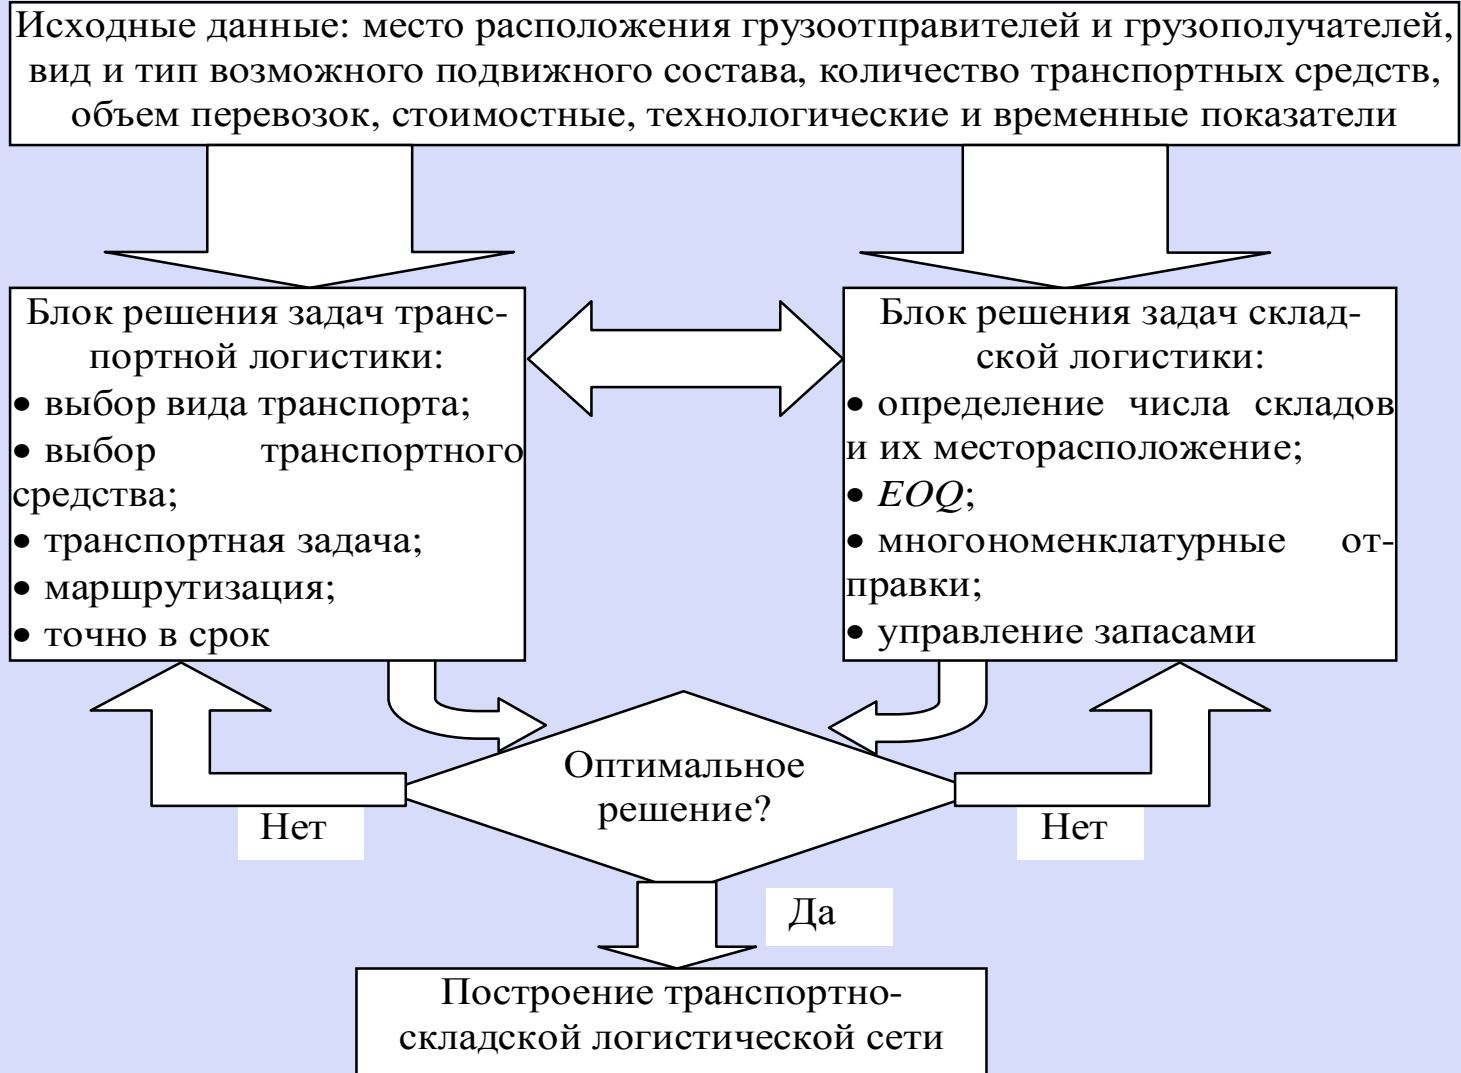 Исходные данные: место расположения грузоотправителей и грузополучателей,
вид и тип возможного подвижного состава, количество транспортных средств,
объем перевозок, стоимостные, технологические и временные показатели
Блок решения задач транс-
портной логистики:
• выбор вида транспорта;
• выбор транспортного
средства;
• транспортная задача;
• маршрутизация;
• точно в срок
Блок решения задач склад-
ской логистики:
• определение числа складов
и их месторасположение;
• EOQ;
• многономенклатурные от-
правки;
• управление запасами
Оптимальное
решение?
Нет
Нет
Да
Построение транспортно-
складской логистической сети